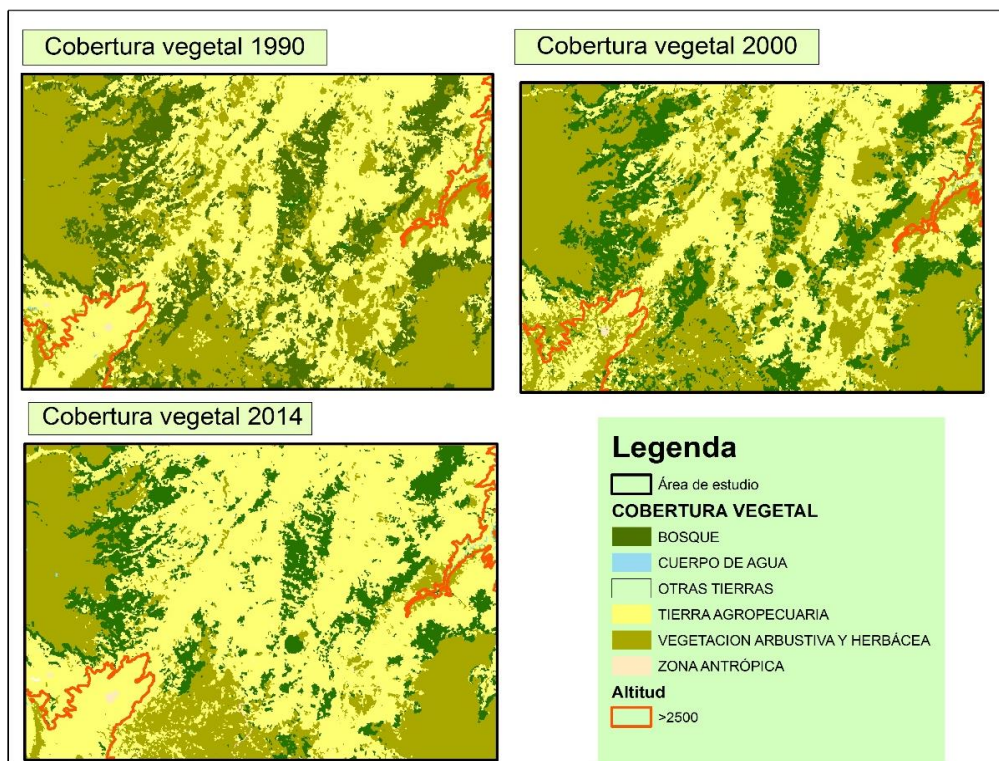 Cobertura vegetal 1990
Cobertura vegetal 2000
Cobertura vegetal 2014
Legenda
Área de estudio
COBERTURA VEGETAL
BOSQUE
CUERPO DE AGUA
OTRAS TIERRAS
TIERRA AGROPECUARIA
VEGETACION ARBUSTIVA Y HERBÁCEA
ZONA ANTRÓPICA
Altitud
>2500